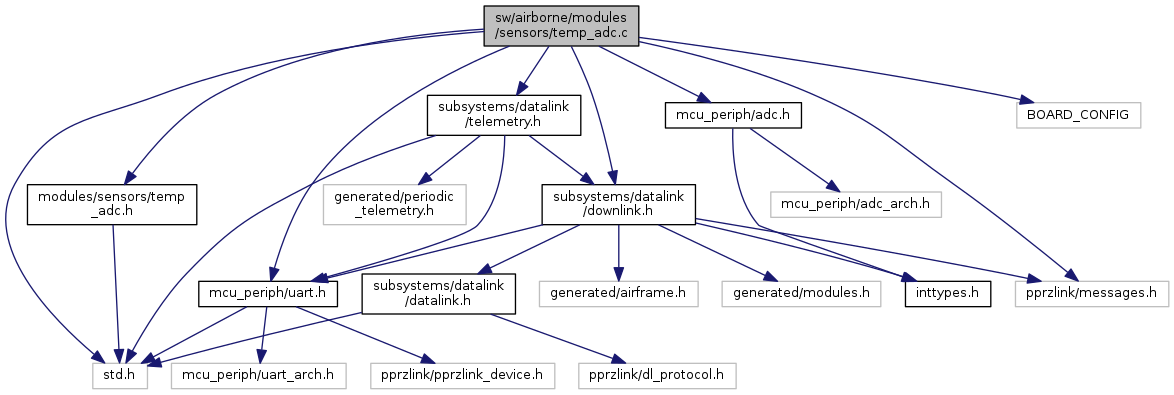 sw/airborne/modules
/sensors/temp_adc.c
subsystems/datalink
/telemetry.h
mcu_periph/adc.h
BOARD_CONFIG
modules/sensors/temp
_adc.h
generated/periodic
_telemetry.h
subsystems/datalink
/downlink.h
mcu_periph/adc_arch.h
mcu_periph/uart.h
subsystems/datalink
/datalink.h
generated/airframe.h
generated/modules.h
inttypes.h
pprzlink/messages.h
std.h
mcu_periph/uart_arch.h
pprzlink/pprzlink_device.h
pprzlink/dl_protocol.h